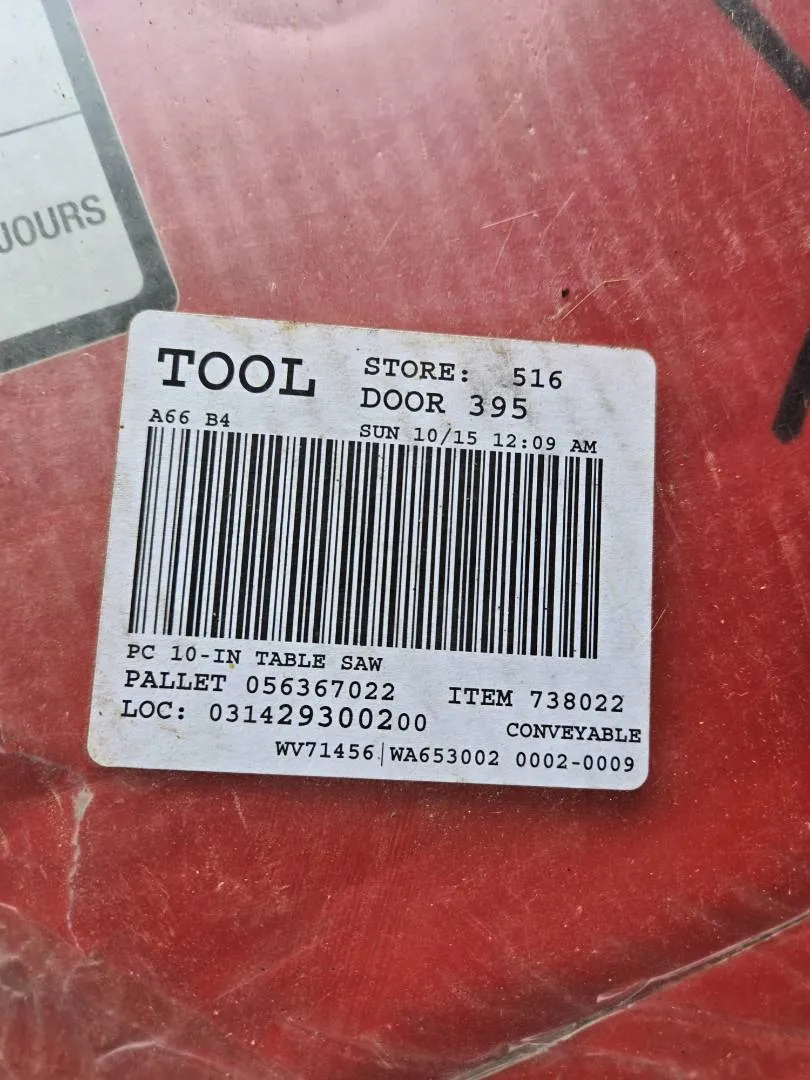 JOURS
TOOL
STORE: 516
DOOR 395
A66 B4
SUN 10/15 12:09 AM
PC 10-IN TABLE SAW
PALLET 056367022 ITEM 738022
LOC: 031429300200
CONVEYABLE
WV71456|WA653002 0002-0009